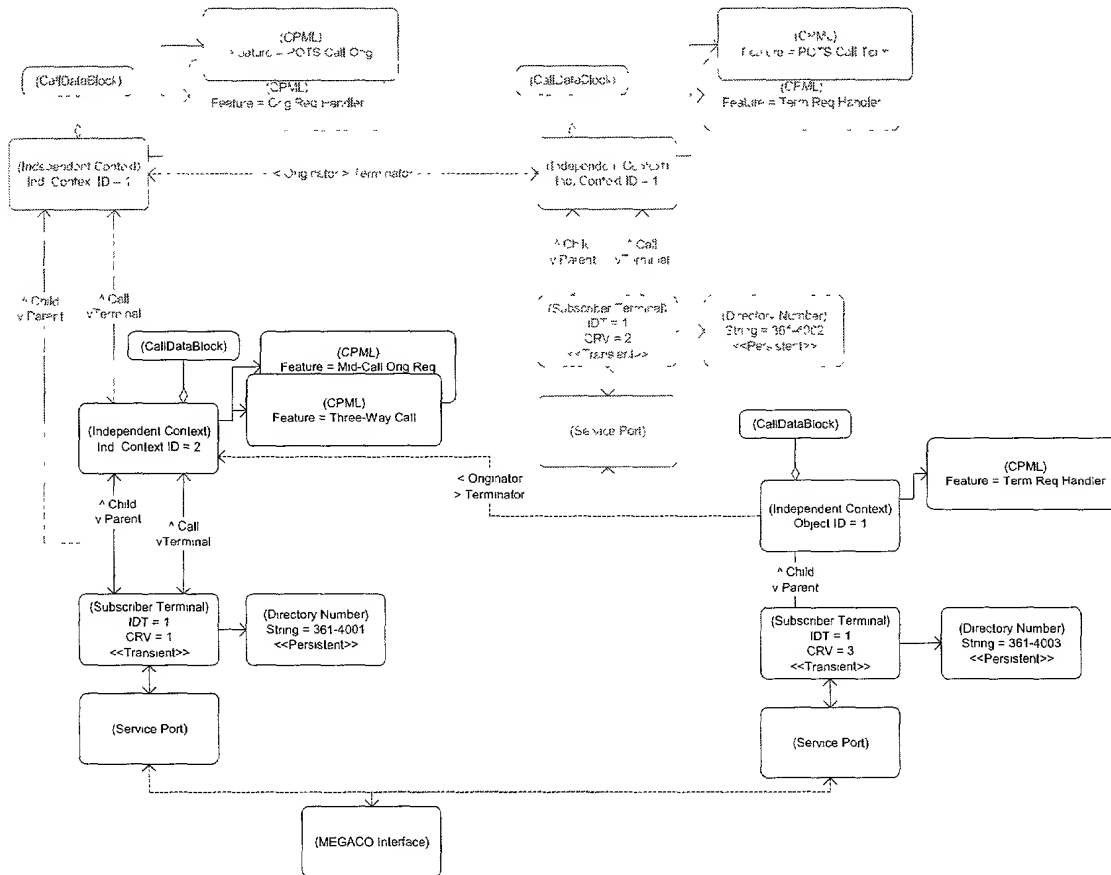 (CPML)
Feature = POTS Call Orig
(CallDataBlock)
(CPML)
Feature = Orig Req Handler
(Independent Context)
Ind. Context ID = 1
< Originator > Terminator
(CPML)
Feature = POTS Call Term
(CallDataBlock)
(CPML)
Feature = Term Req Handler
(Independent Context)
Ind. Context ID = 1
^ Child
v Parent
^ Call
vTerminal
^ Child
v Parent
^ Call
vTerminal
(Subscriber Terminal)
IDT = 1
CRV = 2
<<Transient>>
(Directory Number)
String = 361-4002
<<Persistent>>
(Service Port)
(CallDataBlock)
(CPML)
Feature = Mid-Call Orig Req
(CPML)
Feature = Three-Way Call
(Independent Context)
Ind Context ID = 2
< Originator
> Terminator
^ Child
v Parent
^ Call
vTerminal
(CallDataBlock)
(CPML)
Feature = Term Req Handler
(Independent Context)
Object ID = 1
^ Child
v Parent
(Subscriber Terminal)
IDT = 1
CRV = 1
<<Transient>>
(Directory Number)
String = 361-4001
<<Persistent>>
(Subscriber Terminal)
IDT = 1
CRV = 3
<<Transient>>
(Directory Number)
String = 361-4003
<<Persistent>>
(Service Port)
(Service Port)
(MEGACO Interface)